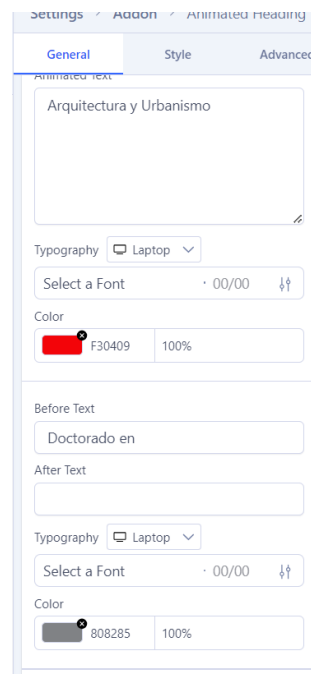 Settings > Addon > Animated Heading
General Style Advanced
Animated Text
Arquitectura y Urbanismo
Typography Laptop
Select a Font · 00/00
Color
F30409 100%
Before Text
Doctorado en
After Text
Typography Laptop
Select a Font · 00/00
Color
808285 100%